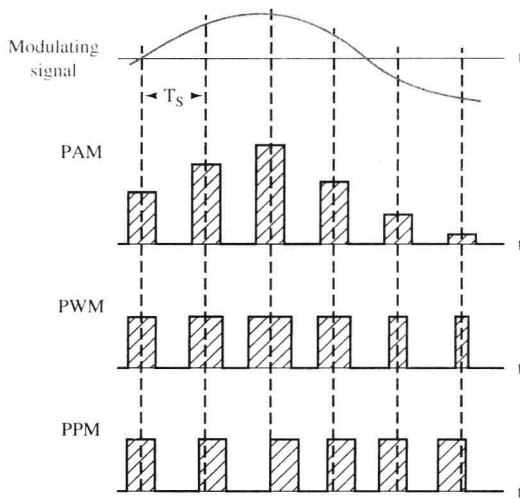 Modulating
signal
t
T_S
PAM
t
PWM
t
PPM
t